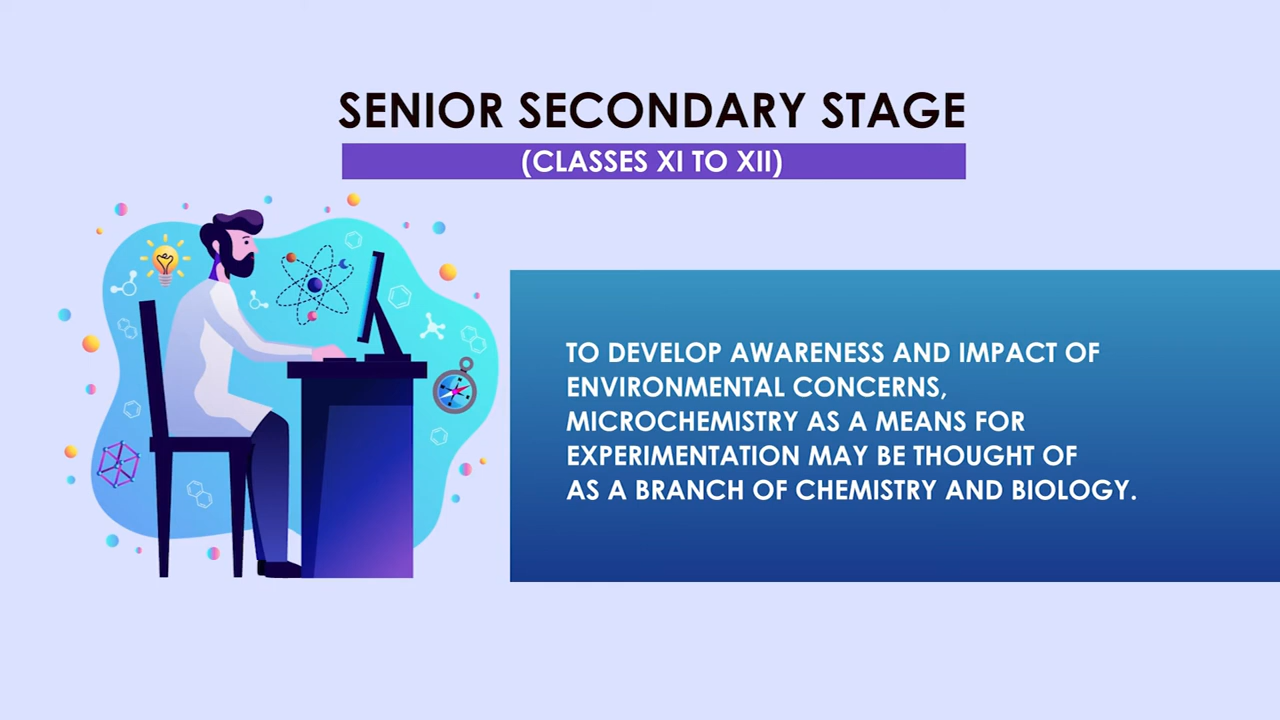 SENIOR SECONDARY STAGE
(CLASSES XI TO XII)
TO DEVELOP AWARENESS AND IMPACT OF
ENVIRONMENTAL CONCERNS,
MICROCHEMISTRY AS A MEANS FOR
EXPERIMENTATION MAY BE THOUGHT OF
AS A BRANCH OF CHEMISTRY AND BIOLOGY.